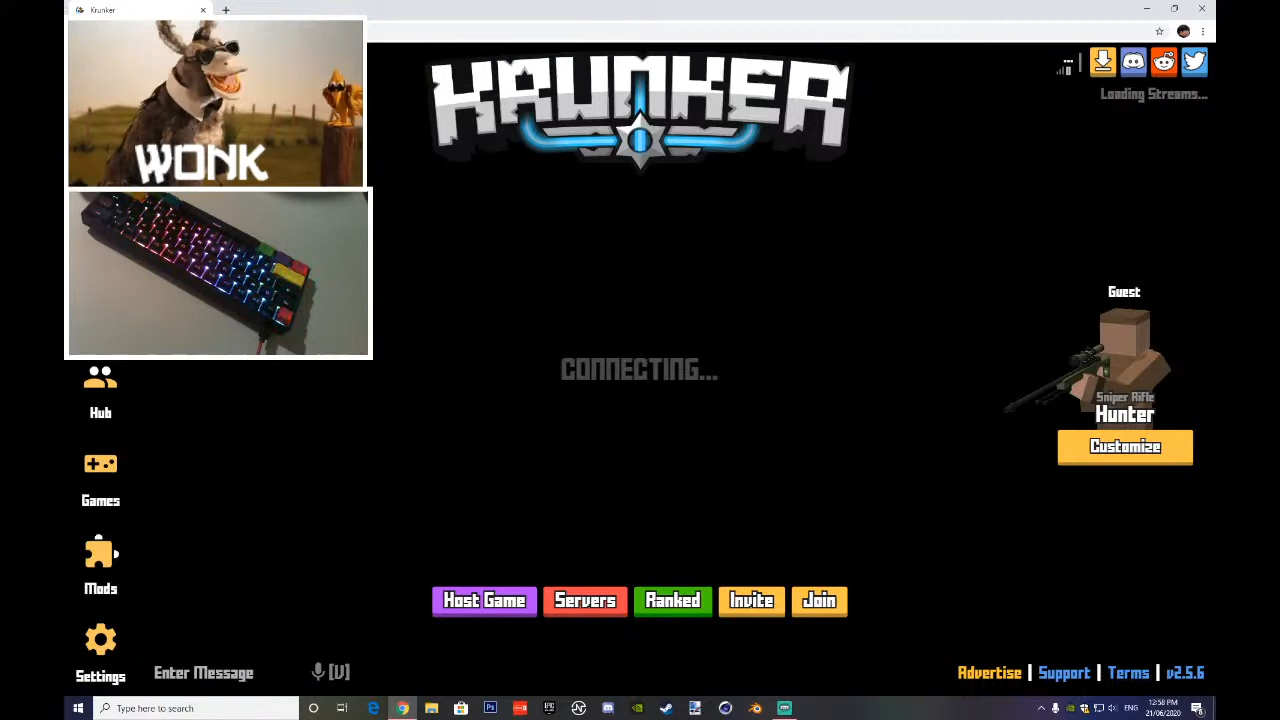 Krunker
WONK
KRUNKER
Loading Streams...
Guest
CONNECTING...
Sniper Rifle
Hunter
Customize
Hub
Games
Mods
Settings
Host Game
Servers
Ranked
Invite
Join
Enter Message
[V]
Advertise | Support | Terms | v2.5.6
Type here to search
ENG
12:58 PM
21/06/2020